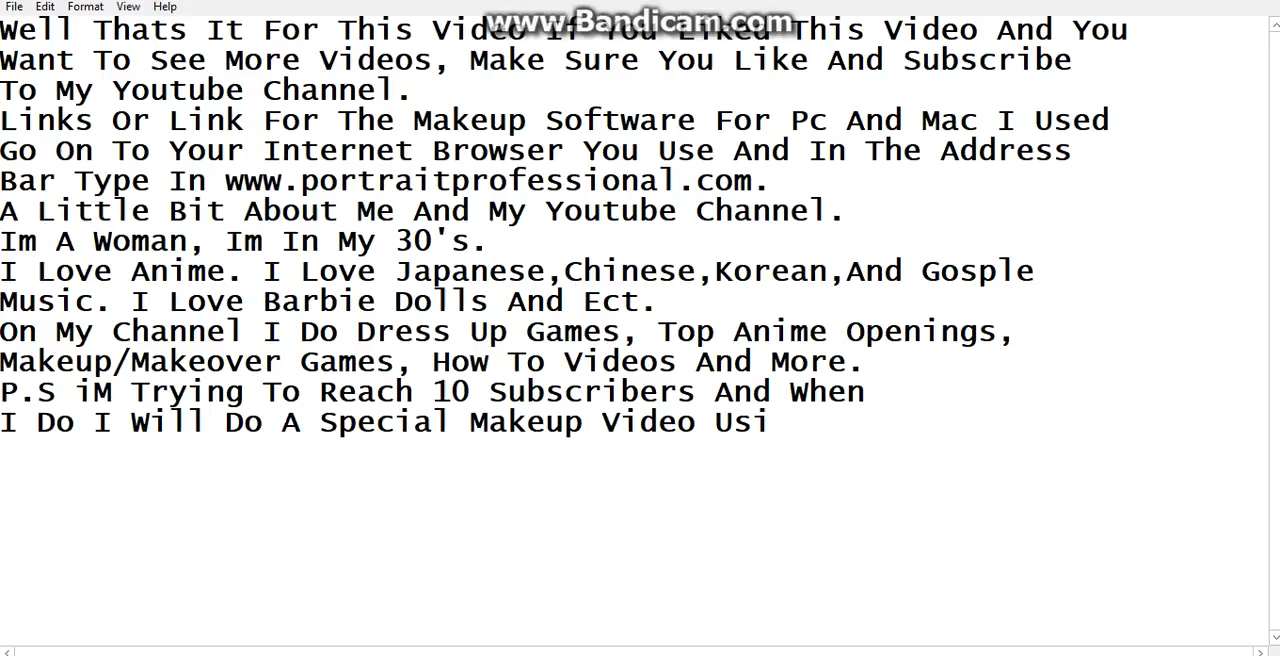 File Edit Format View Help
www.Bandicam.com
Well Thats It For This Video If You Liked This Video And You
Want To See More Videos, Make Sure You Like And Subscribe
To My Youtube Channel.
Links Or Link For The Makeup Software For Pc And Mac I Used
Go On To Your Internet Browser You Use And In The Address
Bar Type In www.portraitprofessional.com.
A Little Bit About Me And My Youtube Channel.
Im A Woman, Im In My 30's.
I Love Anime. I Love Japanese,Chinese,Korean,And Gosple
Music. I Love Barbie Dolls And Ect.
On My Channel I Do Dress Up Games, Top Anime Openings,
Makeup/Makeover Games, How To Videos And More.
P.S iM Trying To Reach 10 Subscribers And When
I Do I Will Do A Special Makeup Video Usi